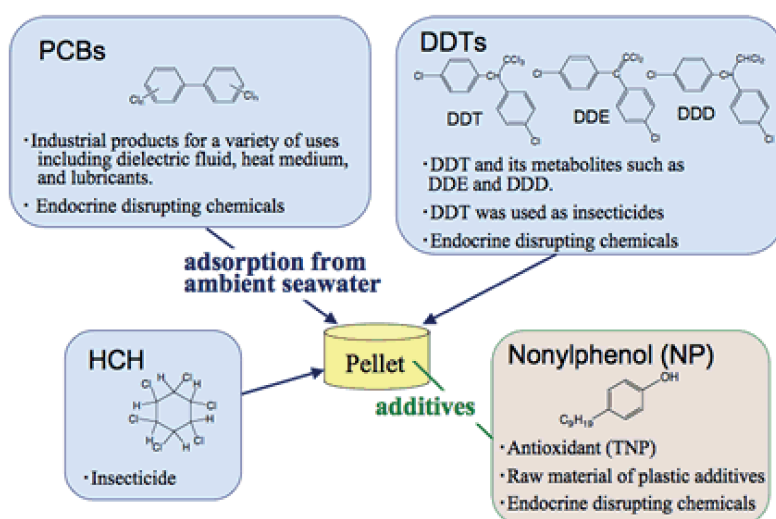 PCBs
Clₙ
Clₙ
・Industrial products for a variety of uses
including dielectric fluid, heat medium,
and lubricants.
・ Endocrine disrupting chemicals
DDTs
Cl
CH
CCl₃
Cl
DDT
Cl
C
CCl₂
Cl
DDE
Cl
CH
CHCl₂
Cl
DDD
・DDT and its metabolites such as
DDE and DDD.
・DDT was used as insecticides
・Endocrine disrupting chemicals
adsorption from
ambient seawater
HCH
Cl
H
Cl
H
Cl
H
Cl
H
Cl
H
Cl
H
・Insecticide
Pellet
additives
Nonylphenol (NP)
OH
C₉H₁₉
・Antioxidant (TNP)
・Raw material of plastic additives
・Endocrine disrupting chemicals